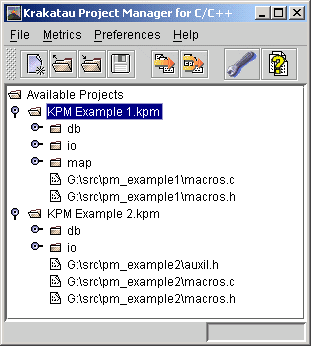 Krakatau Project Manager for C/C++
File Metrics Preferences Help
Available Projects
KPM Example 1.kpm
db
io
map
G:\src\pm_example1\macros.c
G:\src\pm_example1\macros.h
KPM Example 2.kpm
db
io
G:\src\pm_example2\auxil.h
G:\src\pm_example2\macros.c
G:\src\pm_example2\macros.h